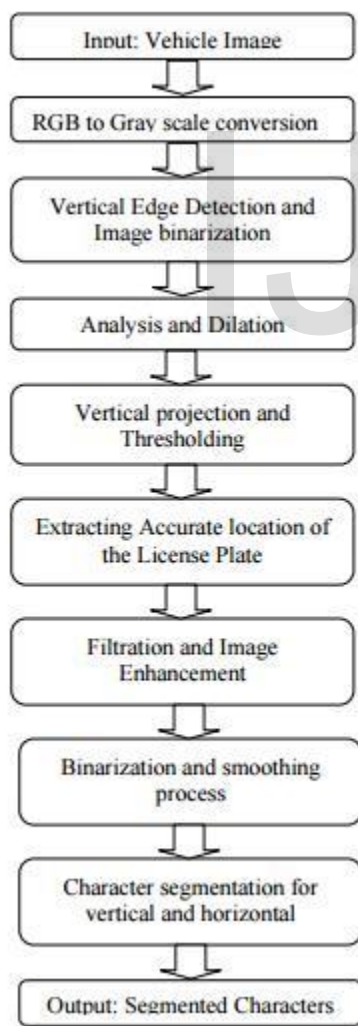 Input: Vehicle Image
RGB to Gray scale conversion
Vertical Edge Detection and
Image binarization
Analysis and Dilation
Vertical projection and
Thresholding
Extracting Accurate location of
the License Plate
Filtration and Image
Enhancement
Binarization and smoothing
process
Character segmentation for
vertical and horizontal
Output: Segmented Characters